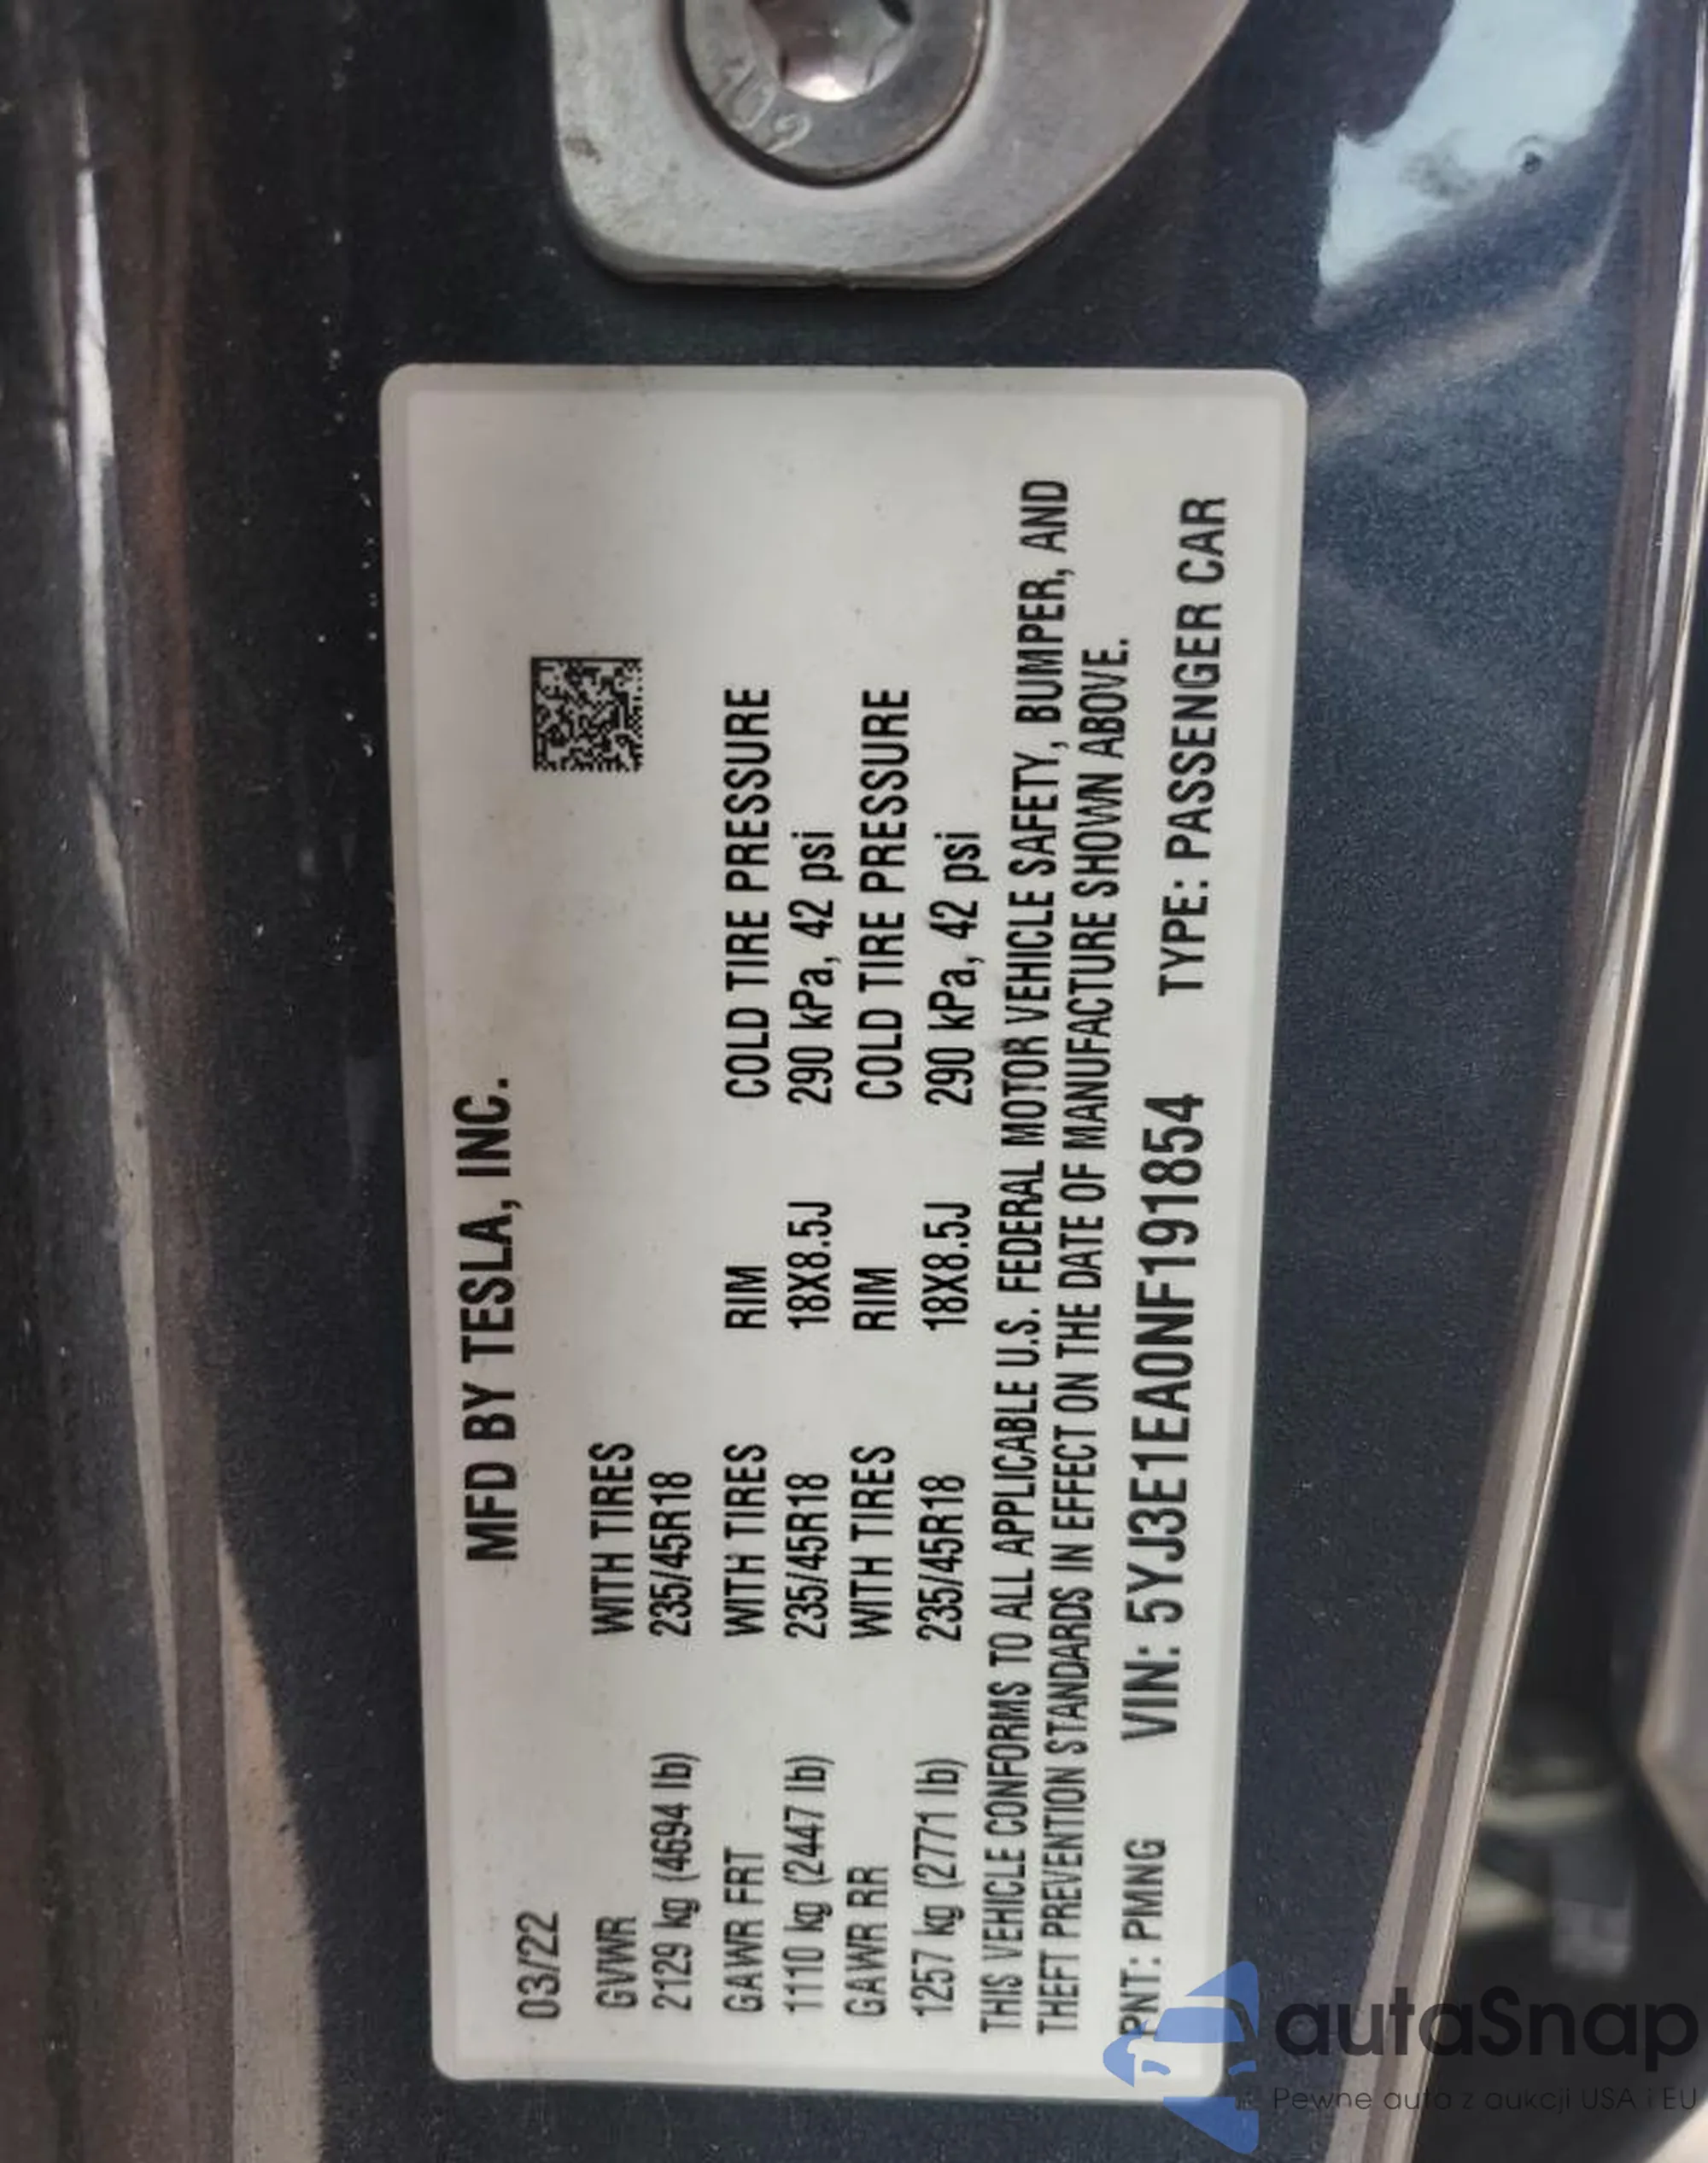 102
MFD BY TESLA, INC.
03/22
GVWR WITH TIRES
2129 kg (4694 lb) 235/45R18
GAWR FRT WITH TIRES RIM COLD TIRE PRESSURE
1110 kg (2447 lb) 235/45R18 18X8.5J 290 kPa, 42 psi
GAWR RR WITH TIRES RIM COLD TIRE PRESSURE
1257 kg (2771 lb) 235/45R18 18X8.5J 290 kPa, 42 psi
THIS VEHICLE CONFORMS TO ALL APPLICABLE U.S. FEDERAL MOTOR VEHICLE SAFETY, BUMPER, AND
THEFT PREVENTION STANDARDS IN EFFECT ON THE DATE OF MANUFACTURE SHOWN ABOVE.
PNT: PMNG VIN: 5YJ3E1EA0NF191854 TYPE: PASSENGER CAR
autaSnap
Pewne auta z aukcji USA i EU